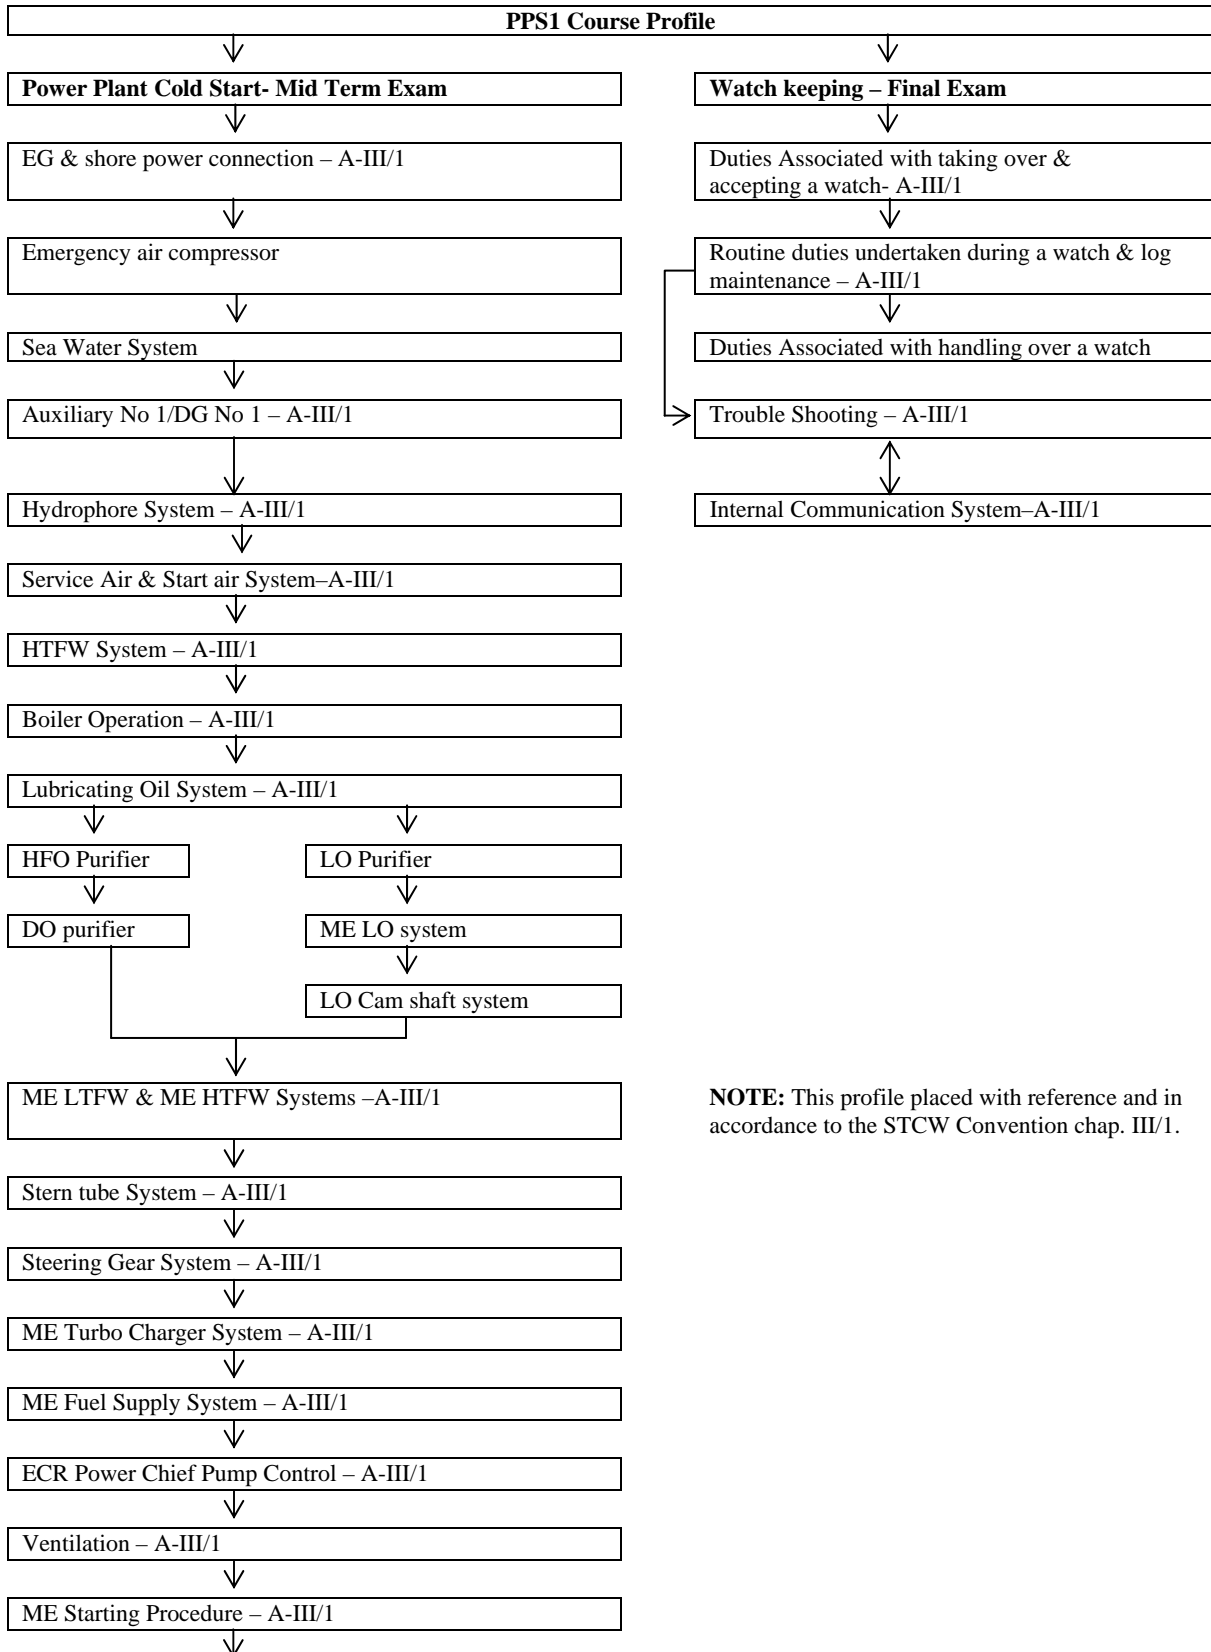 PPS1 Course Profile
Power Plant Cold Start- Mid Term Exam
EG & shore power connection – A-III/1
Emergency air compressor
Sea Water System
Auxiliary No 1/DG No 1 – A-III/1
Hydrophore System – A-III/1
Service Air & Start air System–A-III/1
HTFW System – A-III/1
Boiler Operation – A-III/1
Lubricating Oil System – A-III/1
HFO Purifier
DO purifier
LO Purifier
ME LO system
LO Cam shaft system
ME LTFW & ME HTFW Systems –A-III/1
Stern tube System – A-III/1
Steering Gear System – A-III/1
ME Turbo Charger System – A-III/1
ME Fuel Supply System – A-III/1
ECR Power Chief Pump Control – A-III/1
Ventilation – A-III/1
ME Starting Procedure – A-III/1
Watch keeping – Final Exam
Duties Associated with taking over &
accepting a watch- A-III/1
Routine duties undertaken during a watch & log
maintenance – A-III/1
Duties Associated with handling over a watch
Trouble Shooting – A-III/1
Internal Communication System–A-III/1
NOTE: This profile placed with reference and in
accordance to the STCW Convention chap. III/1.